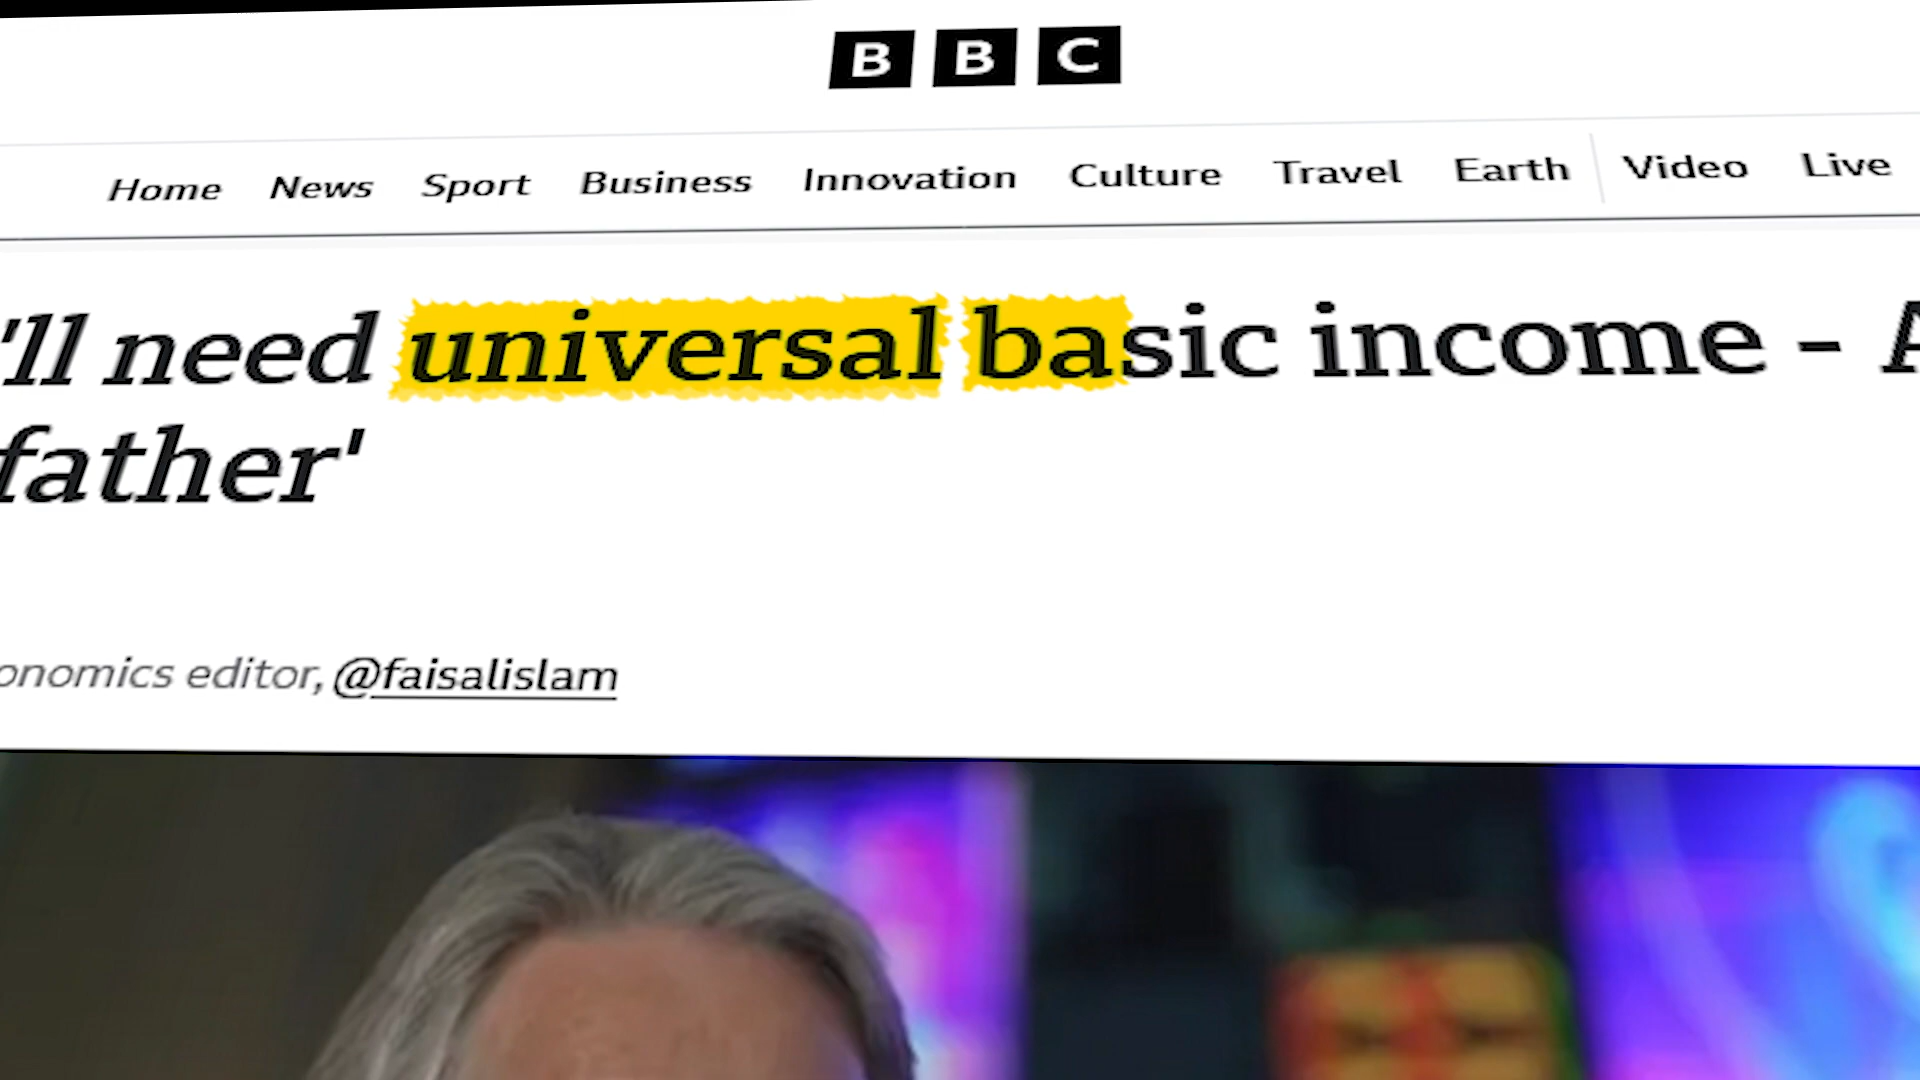 BBC
Home News Sport Business Innovation Culture Travel Earth Video Live
'll need universal basic income - A
father'
onomics editor, @faisalislam